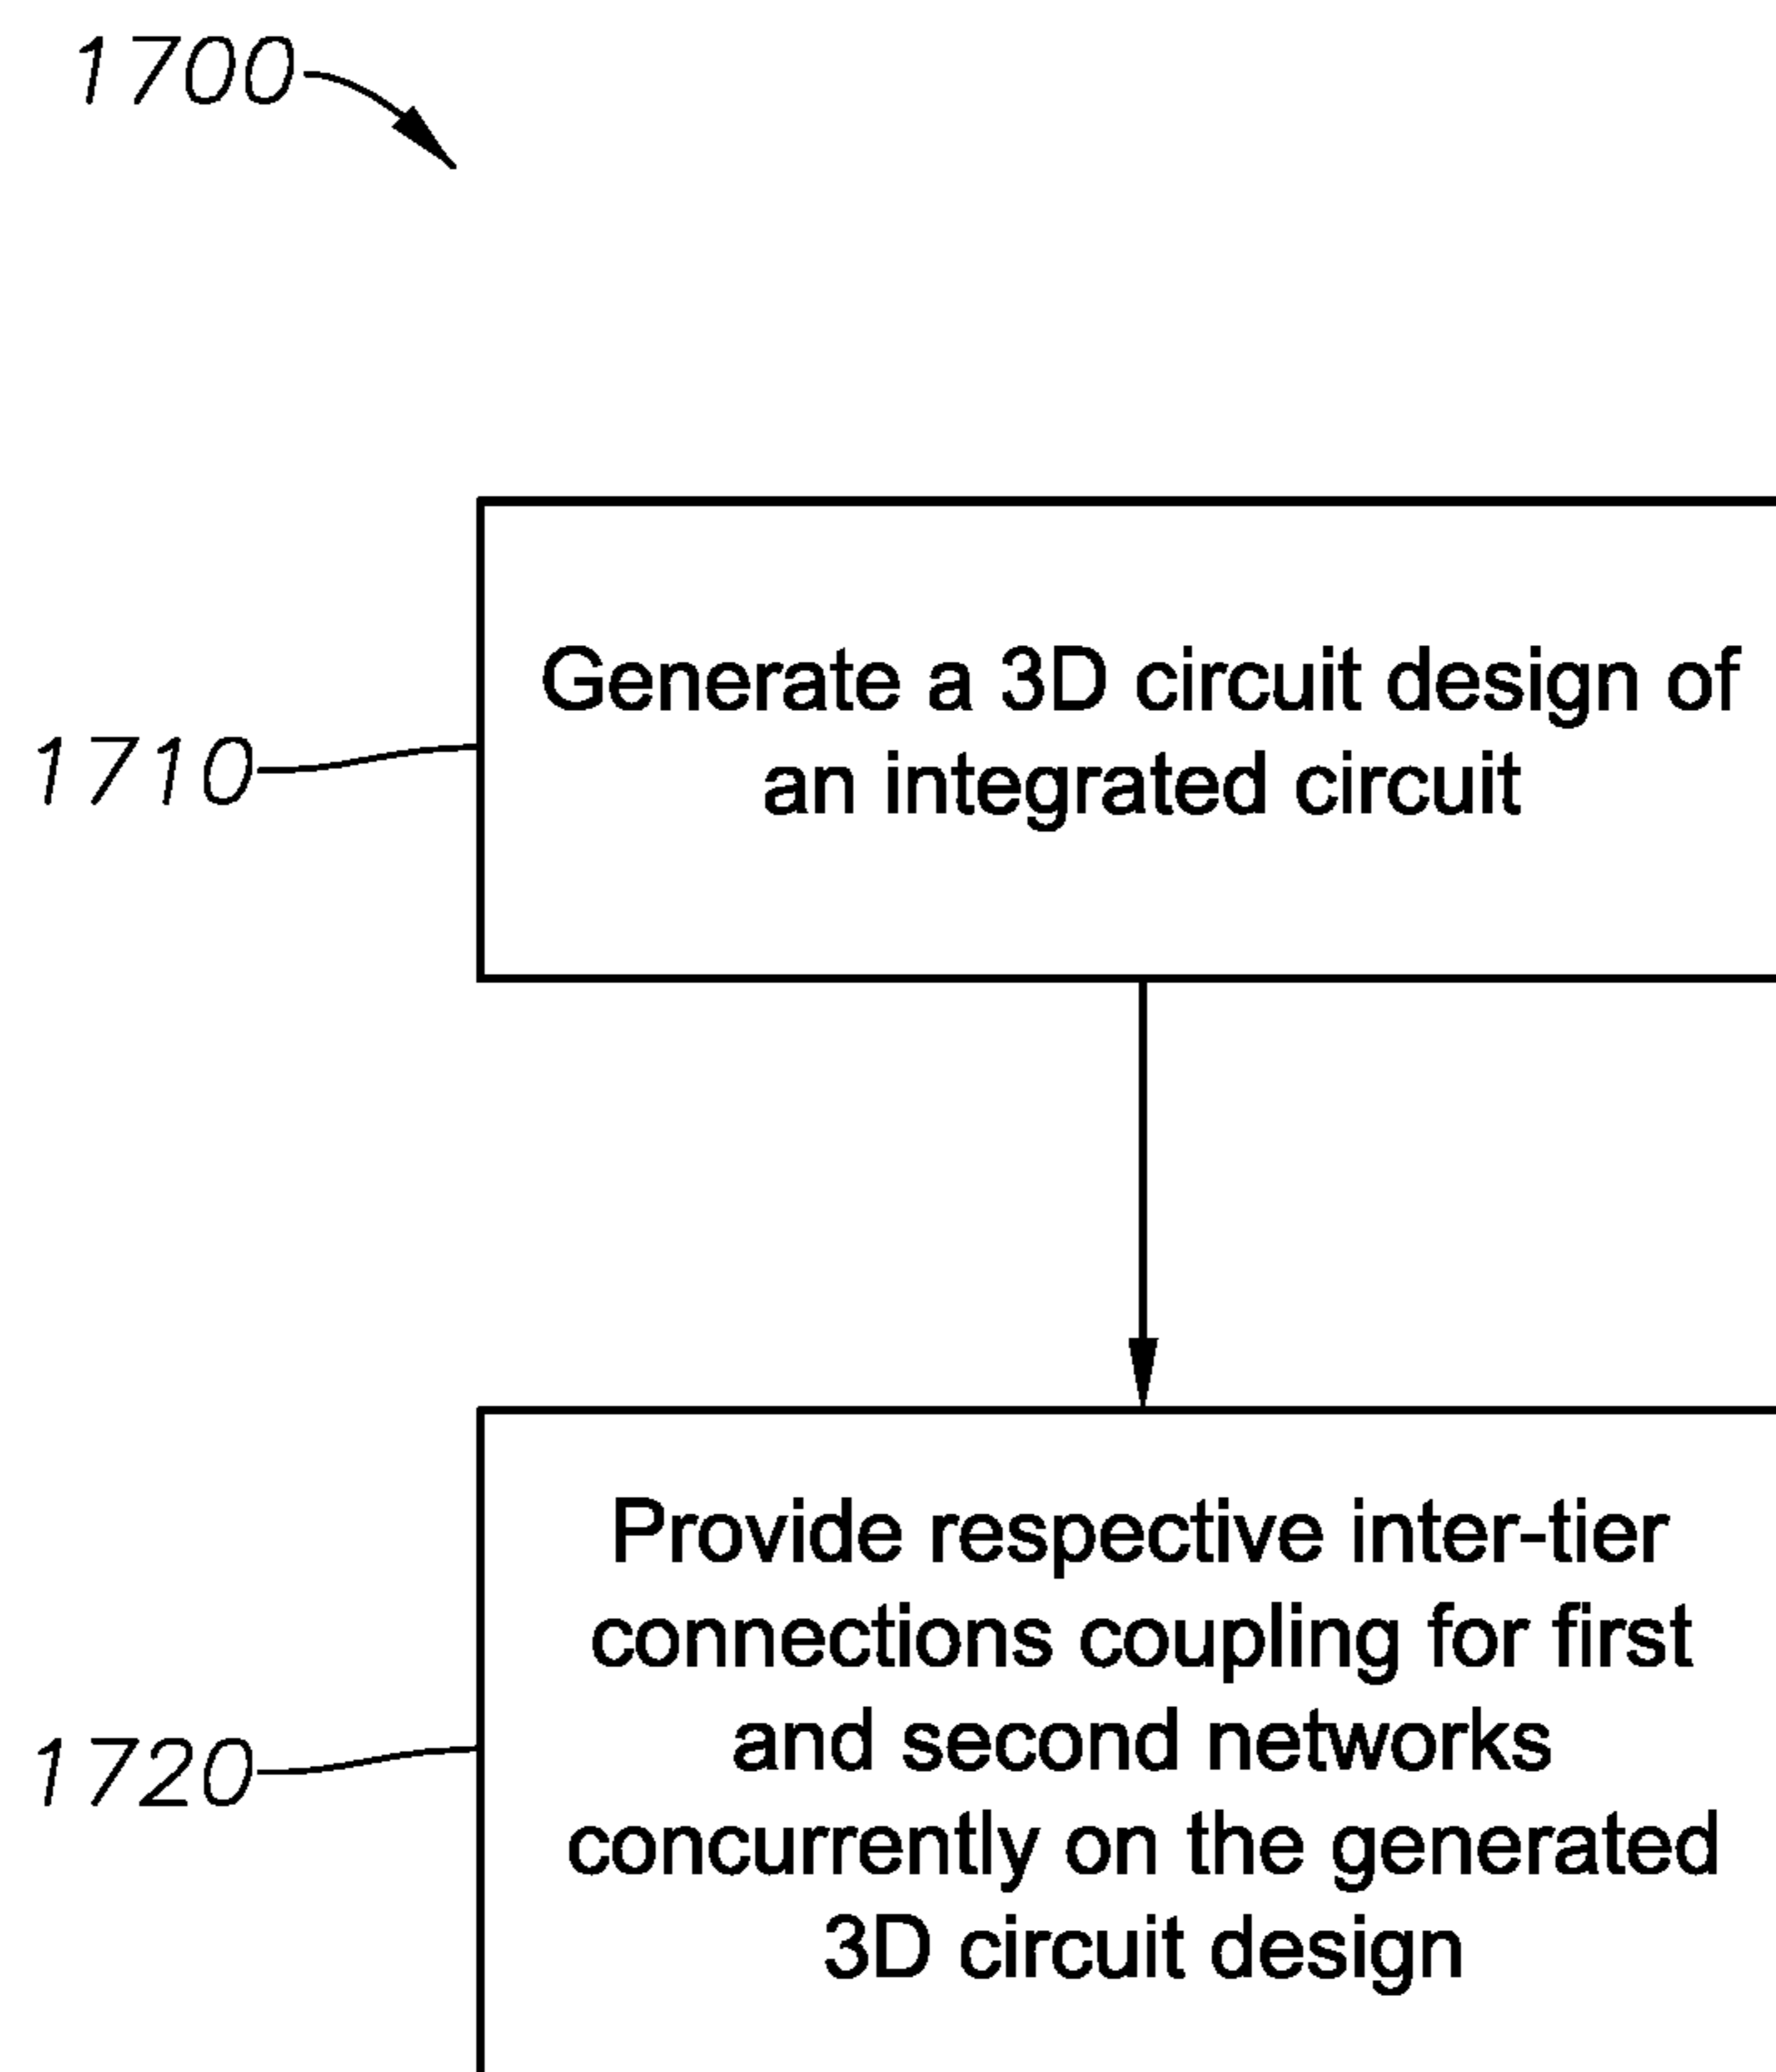 1700
Generate a 3D circuit design of
1710
an integrated circuit
Provide respective inter-tier
connections coupling for first
1720
and second networks
concurrently on the generated
3D circuit design